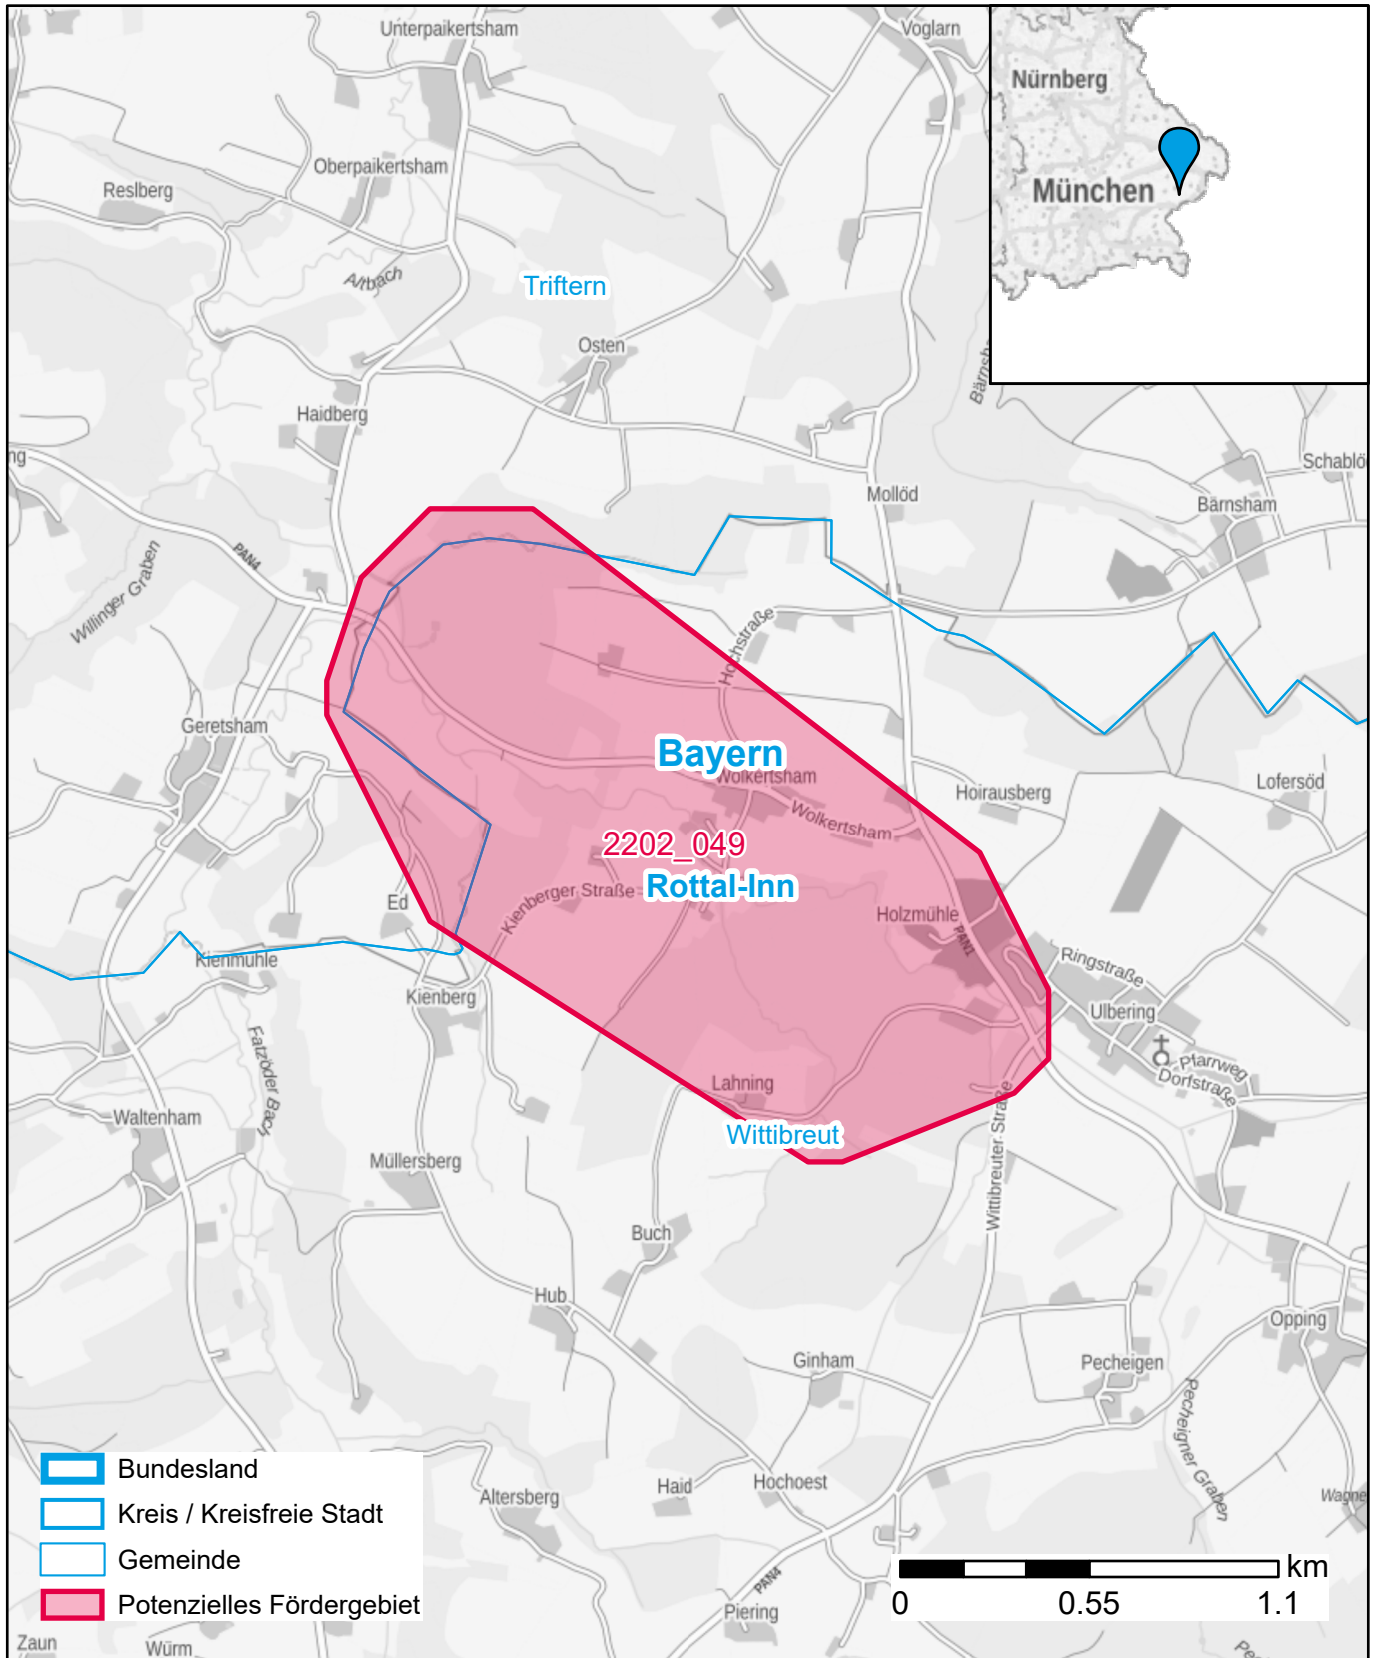 Unterpaikertsham
Voglarn
Nürnberg
München
Oberpaikertsham
Reslberg
Altbach
Triftern
Osten
Haidberg
ng
Schablö
Mollöd
Bärnsham
PAN4
Willinger Graben
Hochstraße
Geretsham
Bayern
Wolkertsham
Lofersöd
Hoirausberg
Wolkertsham
2202_049
Rottal-Inn
Kienberger Straße
Ed
Holzmühle
PAN1
Ringstraße
Kienmühle
Kienberg
Ulbering
Fatzöder Bach
Pfarrweg
Dorfstraße
Lahning
Waltenham
Wittibreut
Wittibreuter Straße
Müllersberg
Buch
Hub
Opping
Ginham
Pecheigen
Pecheigner Graben
Bundesland
Haid
Hochoest
Altersberg
Wagne
Kreis / Kreisfreie Stadt
Gemeinde
km
PAN4
0 0.55 1.1
Potenzielles Fördergebiet
Piering
Zaun
Würm